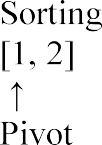 Sorting
[1, 2]
↑
Pivot